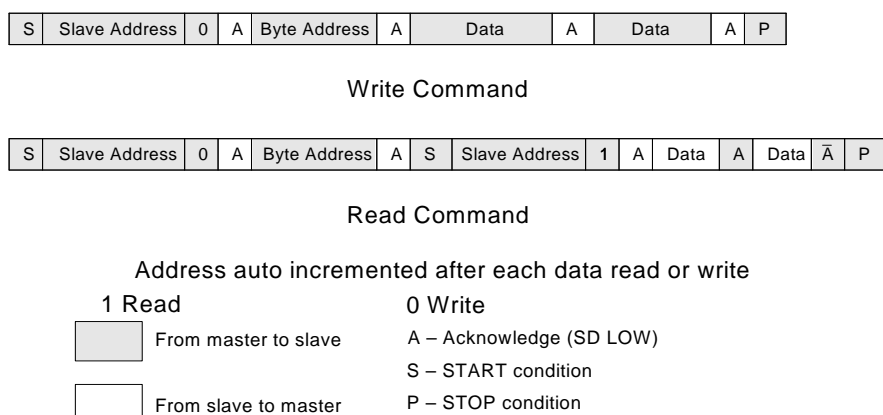 S Slave Address 0 A Byte Address A Data A Data A P
Write Command
S Slave Address 0 A Byte Address A S Slave Address 1 A Data A Data A̅ P
Read Command
Address auto incremented after each data read or write
1 Read 0 Write
From master to slave A – Acknowledge (SD LOW)
S – START condition
From slave to master P – STOP condition